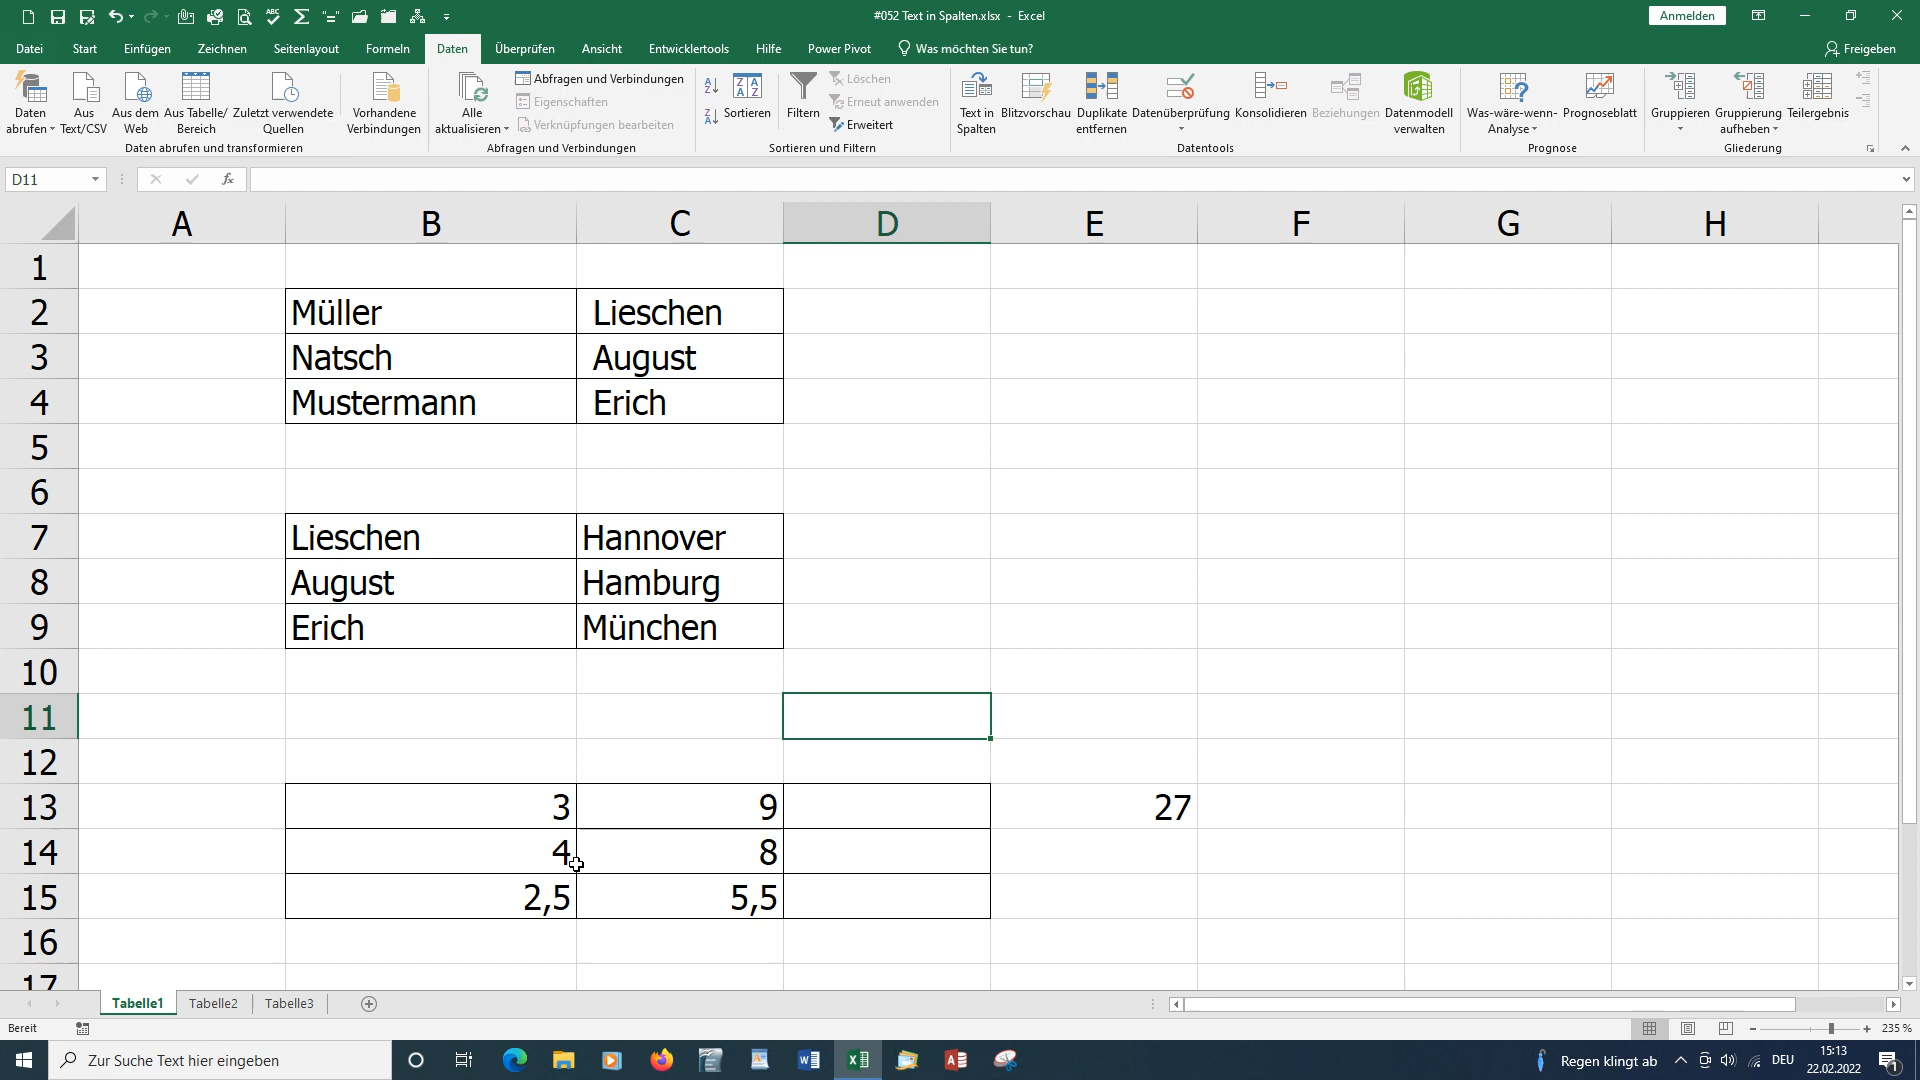 #052 Text in Spalten.xlsx - Excel
Anmelden
Datei Start Einfügen Zeichnen Seitenlayout Formeln Daten Überprüfen Ansicht Entwicklertools Hilfe Power Pivot Was möchten Sie tun? Freigeben
Daten abrufen
Aus Text/CSV
Aus dem Web
Aus Tabelle/ Bereich
Zuletzt verwendete Quellen
Vorhandene Verbindungen
Daten abrufen und transformieren
Alle aktualisieren
Abfragen und Verbindungen
Eigenschaften
Verknüpfungen bearbeiten
Abfragen und Verbindungen
Sortieren
Filtern
Löschen
Erneut anwenden
Erweitert
Sortieren und Filtern
Text in Spalten
Blitzvorschau
Duplikate entfernen
Datenüberprüfung
Konsolidieren
Beziehungen
Datenmodell verwalten
Datentools
Was-wäre-wenn- Analyse
Prognoseblatt
Prognose
Gruppieren
Gruppierung aufheben
Teilergebnis
Gliederung
D11
fx
A B C D E F G H
1
2 Müller Lieschen
3 Natsch August
4 Mustermann Erich
5
6
7 Lieschen Hannover
8 August Hamburg
9 Erich München
10
11
12
13 3 9 27
14 4 8
15 2,5 5,5
16
17
Tabelle1 Tabelle2 Tabelle3
Bereit
235 %
Zur Suche Text hier eingeben
Regen klingt ab
DEU
15:13
22.02.2022
1